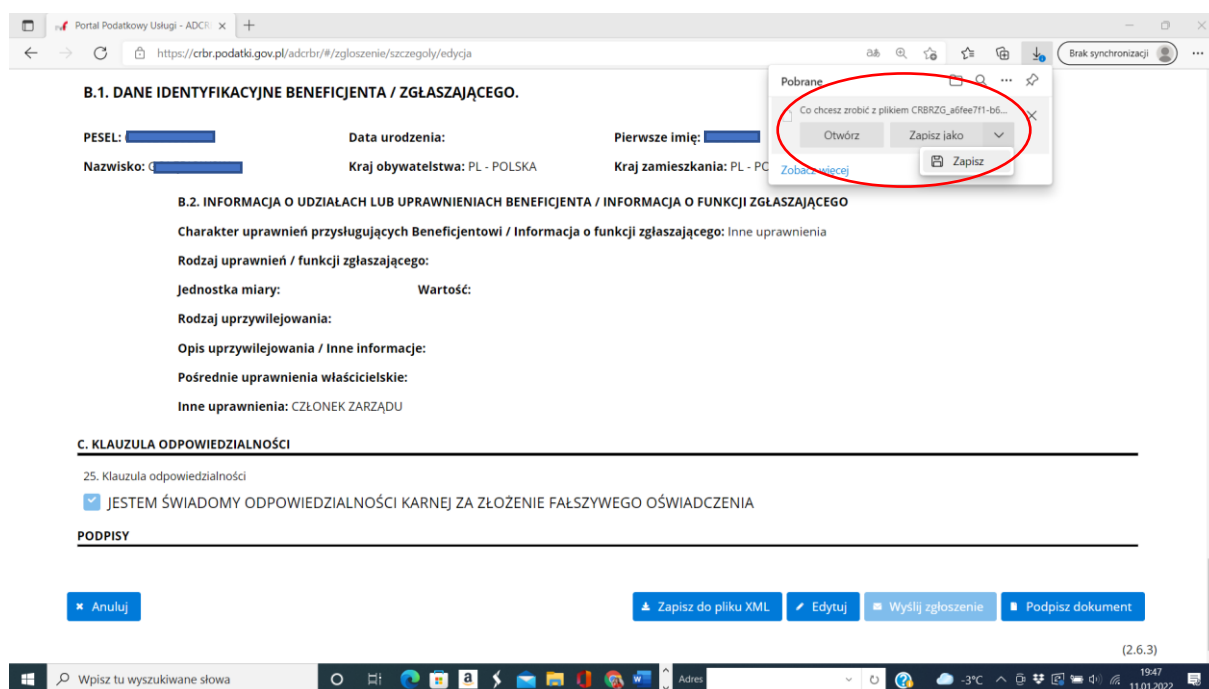 Portal Podatkowy Usługi - ADCR
https://crbr.podatki.gov.pl/adcrbr/#/zgloszenie/szczegoly/edycja
Brak synchronizacji
Pobrane
Co chcesz zrobić z plikiem CRBRZG_a6fee7f1-b6...
Otwórz
Zapisz jako
Zapisz
Zobacz więcej
B.1. DANE IDENTYFIKACYJNE BENEFICJENTA / ZGŁASZAJĄCEGO.
PESEL: Data urodzenia: Pierwsze imię:
Nazwisko: Kraj obywatelstwa: PL - POLSKA Kraj zamieszkania: PL - PO
B.2. INFORMACJA O UDZIAŁACH LUB UPRAWNIENIACH BENEFICJENTA / INFORMACJA O FUNKCJI ZGŁASZAJĄCEGO
Charakter uprawnień przysługujących Beneficjentowi / Informacja o funkcji zgłaszającego: Inne uprawnienia
Rodzaj uprawnień / funkcji zgłaszającego:
Jednostka miary: Wartość:
Rodzaj uprzywilejowania:
Opis uprzywilejowania / Inne informacje:
Pośrednie uprawnienia właścicielskie:
Inne uprawnienia: CZŁONEK ZARZĄDU
C. KLAUZULA ODPOWIEDZIALNOŚCI
25. Klauzula odpowiedzialności
JESTEM ŚWIADOMY ODPOWIEDZIALNOŚCI KARNEJ ZA ZŁOŻENIE FAŁSZYWEGO OŚWIADCZENIA
PODPISY
Anuluj
Zapisz do pliku XML
Edytuj
Wyślij zgłoszenie
Podpisz dokument
(2.6.3)
Wpisz tu wyszukiwane słowa
Adres
-3°C
19:47
11.01.2022